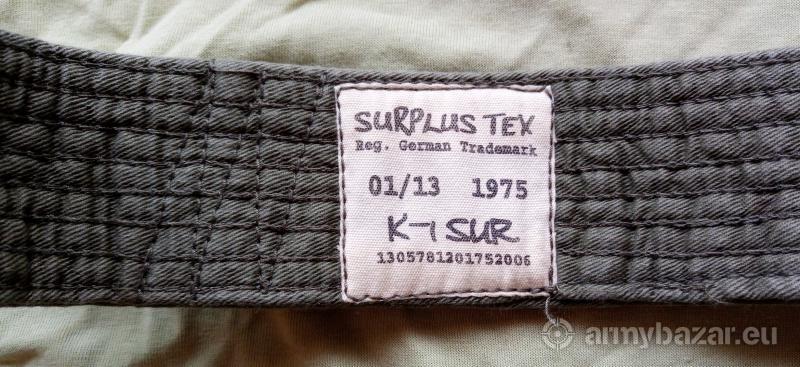 SURPLUS TEX
Reg. German Trademark
01/13 1975
K-1 SUR
1305781201752006
armybazar.eu